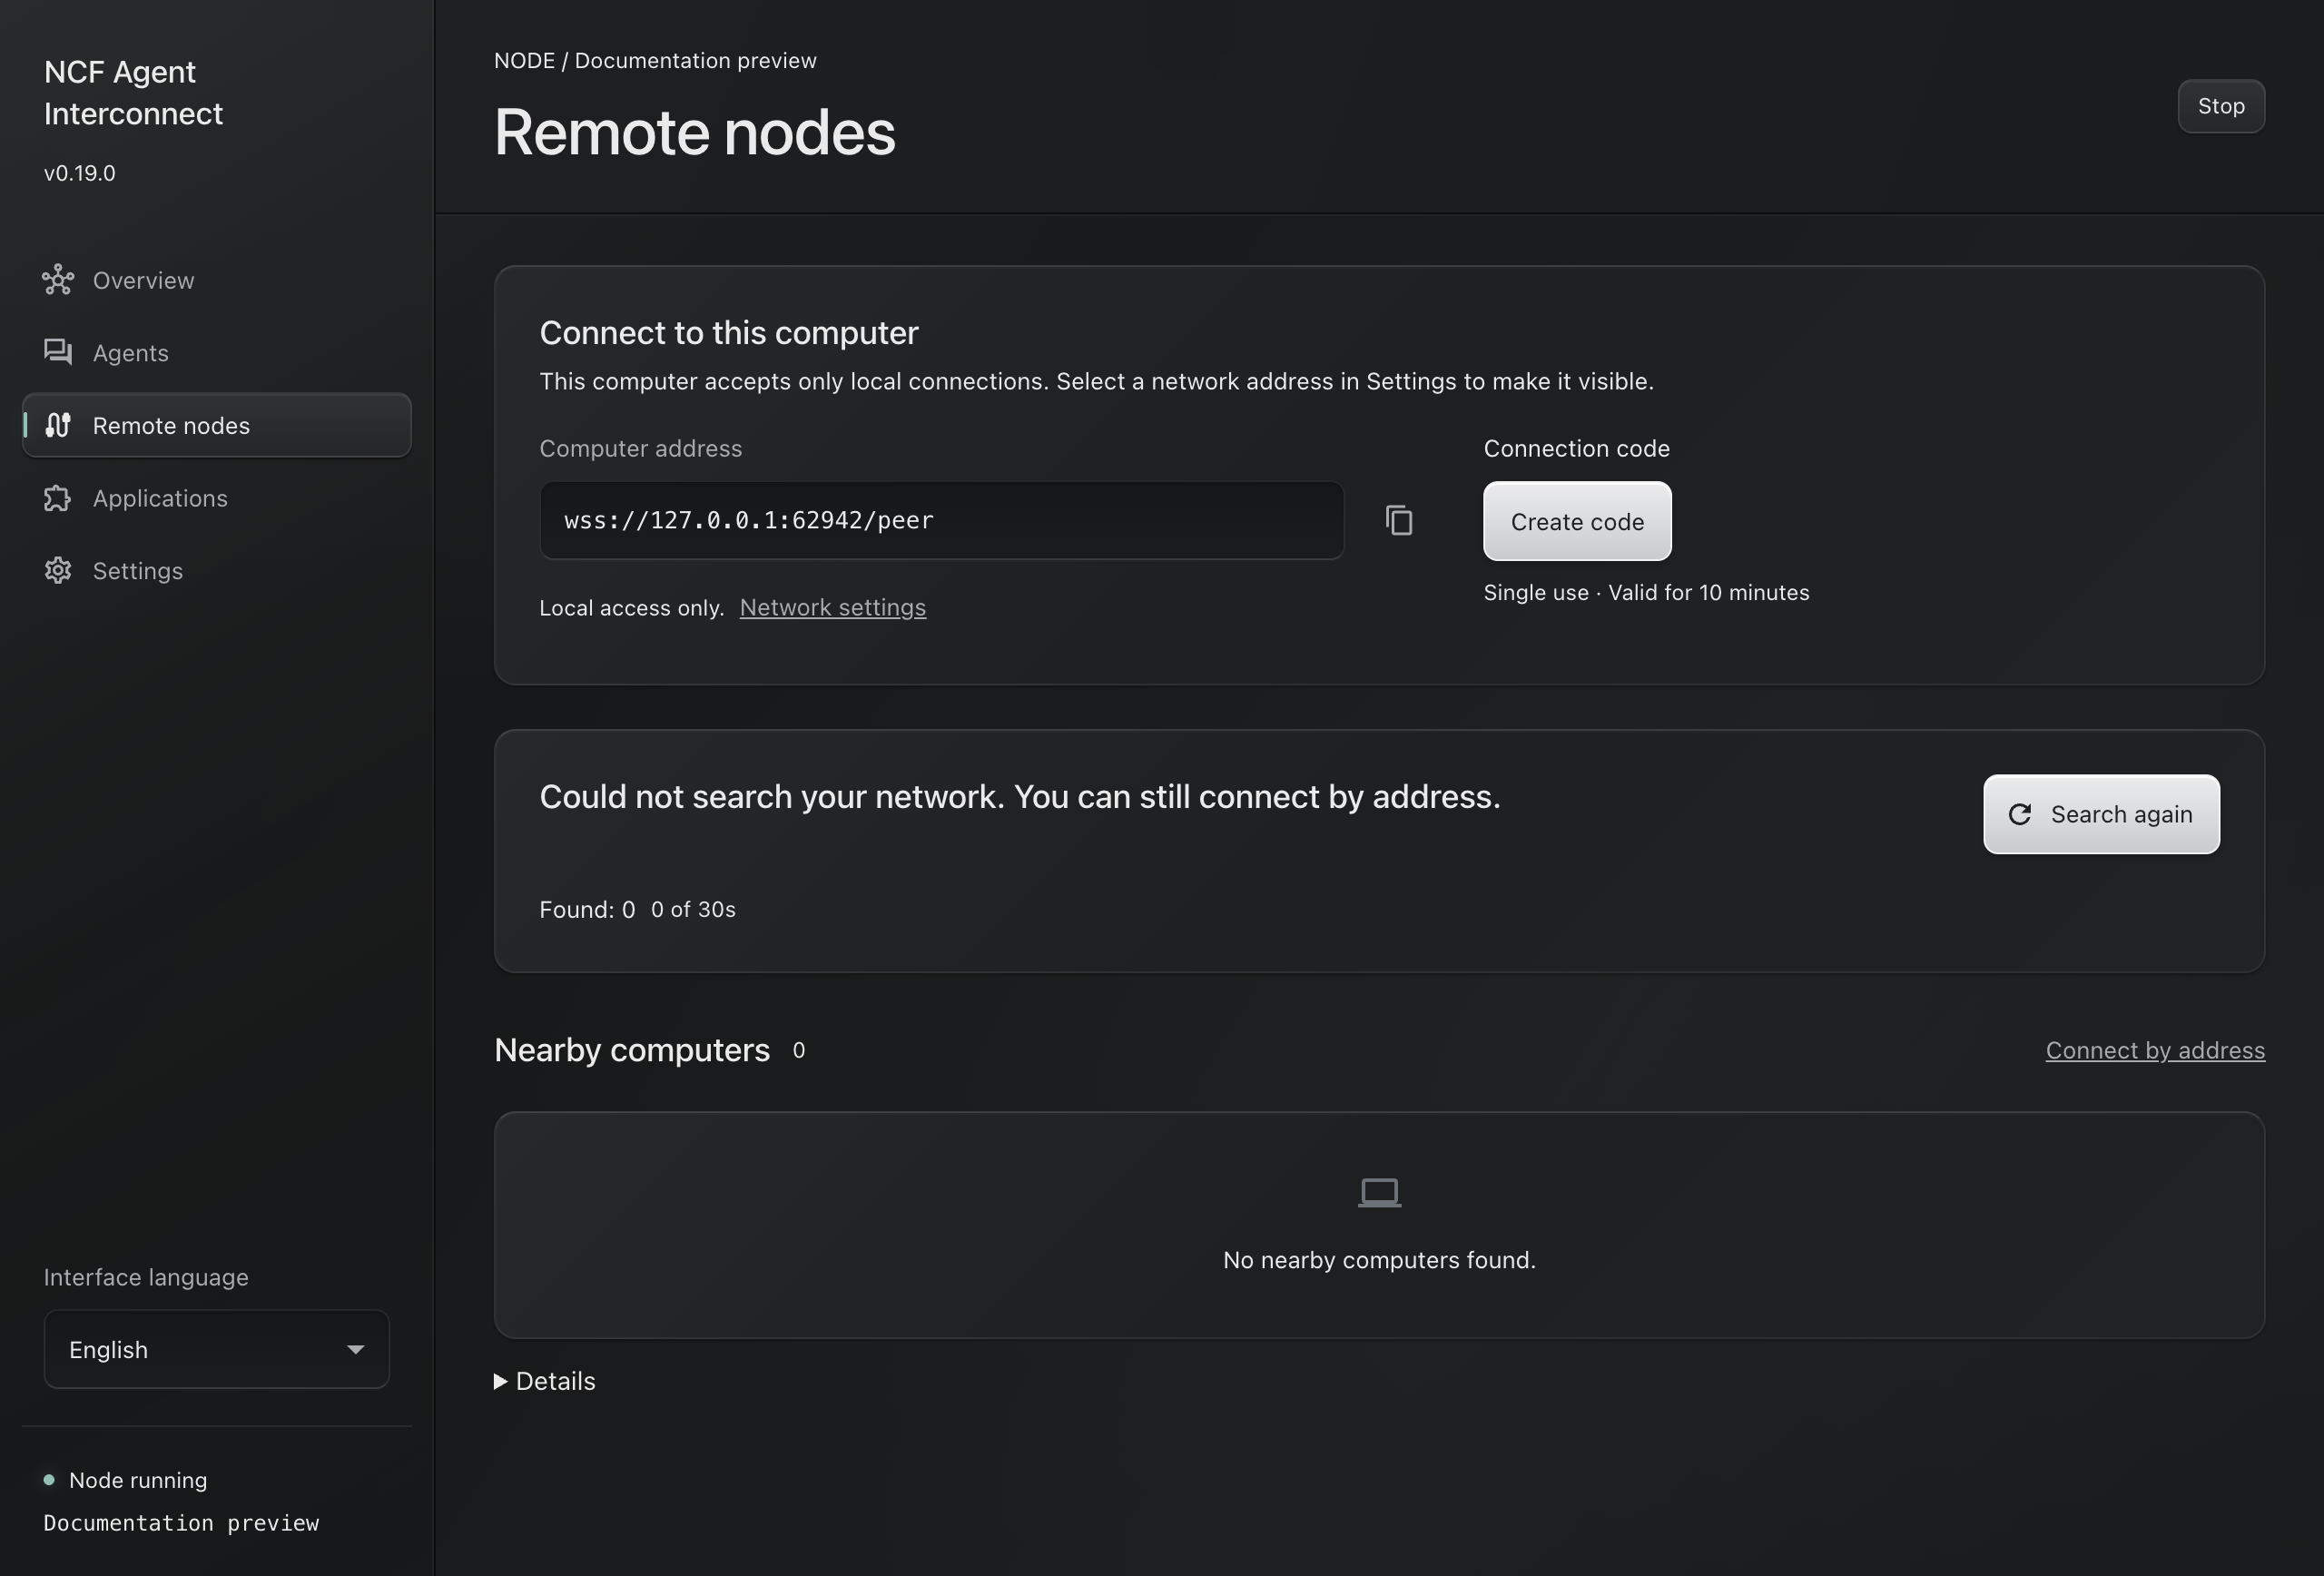 NCF Agent
Interconnect
v0.19.0
Overview
Agents
Remote nodes
Applications
Settings
Interface language
English
Node running
Documentation preview
NODE / Documentation preview
Remote nodes
Stop
Connect to this computer
This computer accepts only local connections. Select a network address in Settings to make it visible.
Computer address
wss://127.0.0.1:62942/peer
Local access only. Network settings
Connection code
Create code
Single use · Valid for 10 minutes
Could not search your network. You can still connect by address.
Search again
Found: 0 0 of 30s
Nearby computers 0
Connect by address
No nearby computers found.
Details